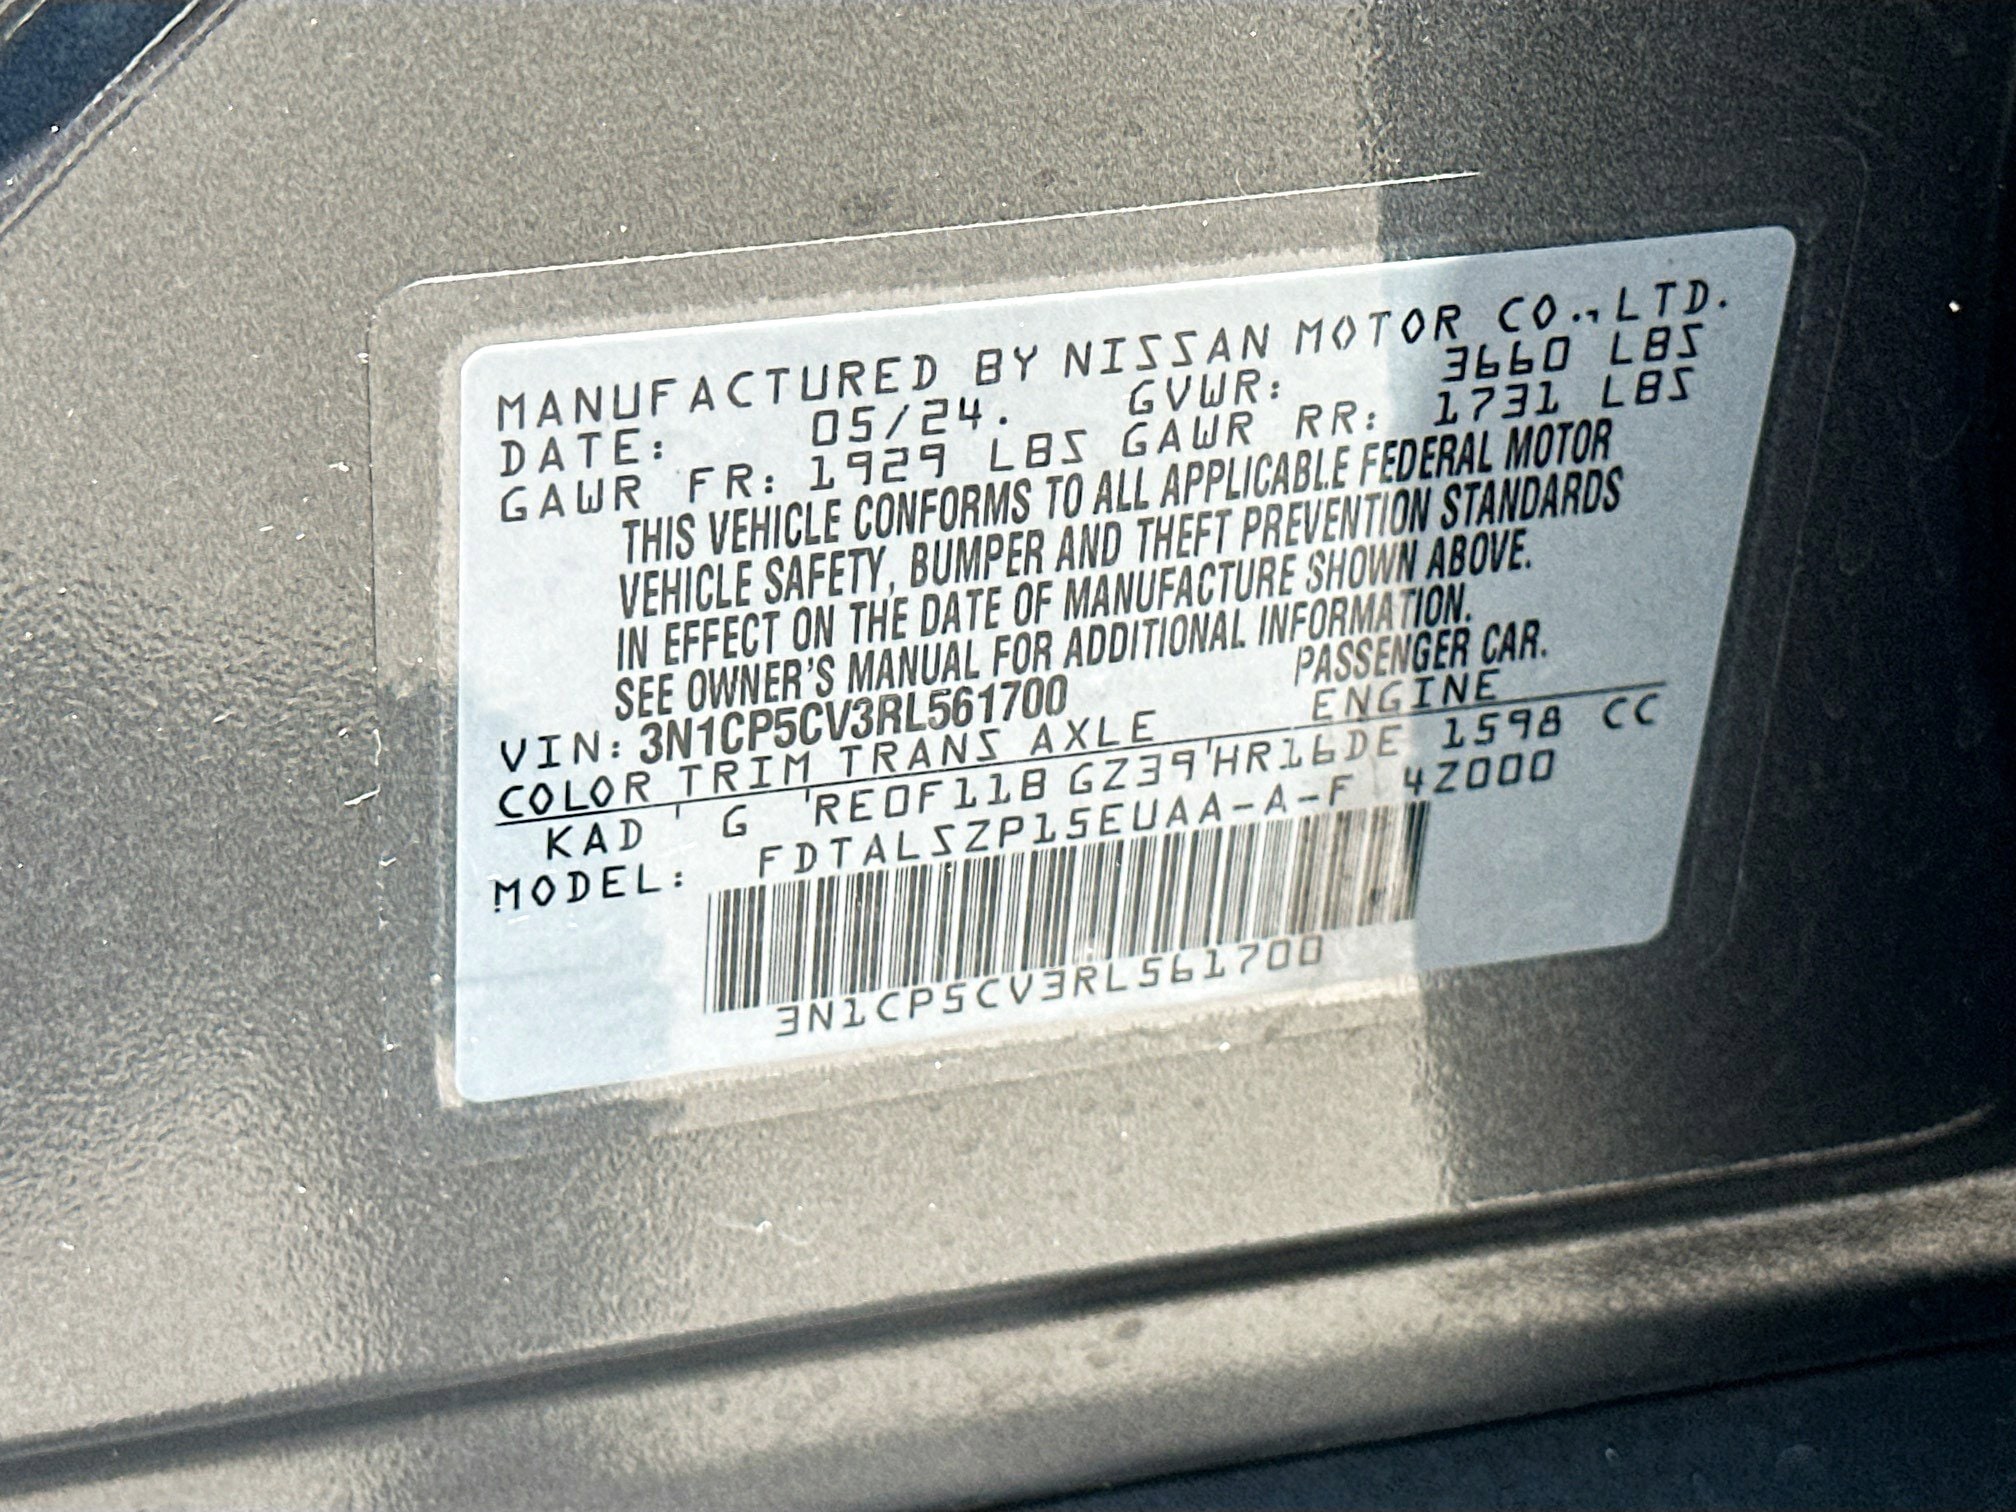 MANUFACTURED BY NISSAN MOTOR CO.,LTD.
DATE: 05/24. GVWR: 3660 LBS
GAWR FR: 1929 LBS GAWR RR: 1731 LBS
THIS VEHICLE CONFORMS TO ALL APPLICABLE FEDERAL MOTOR
VEHICLE SAFETY, BUMPER AND THEFT PREVENTION STANDARDS
IN EFFECT ON THE DATE OF MANUFACTURE SHOWN ABOVE.
SEE OWNER'S MANUAL FOR ADDITIONAL INFORMATION.
VIN: 3N1CP5CV3RL561700 PASSENGER CAR.
COLOR TRIM TRANS AXLE ENGINE
KAD ' G 'RE0F11B GZ39'HR16DE 1598 CC
MODEL: FDTALSZP15EUAA-A-F 4Z000
3N1CP5CV3RL561700